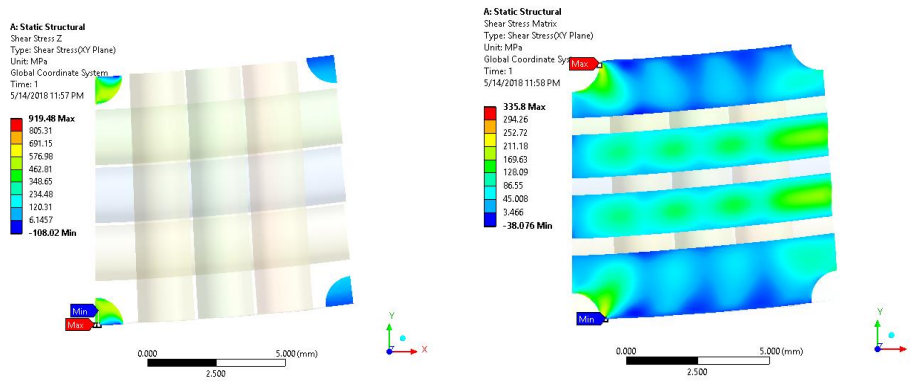 A: Static Structural
Shear Stress Z
Type: Shear Stress(XY Plane)
Unit: MPa
Global Coordinate System
Time: 1
5/14/2018 11:57 PM
919.48 Max
805.31
691.15
576.98
462.81
348.65
234.48
120.31
6.1457
-108.02 Min
Min
Max
0.000
5.000 (mm)
2.500
Y
X
A: Static Structural
Shear Stress Matrix
Type: Shear Stress(XY Plane)
Unit: MPa
Global Coordinate Sys
Time: 1
5/14/2018 11:58 PM
Max
335.8 Max
294.26
252.72
211.18
169.63
128.09
86.55
45.008
3.466
-38.076 Min
Min
0.000
5.000 (mm)
2.500
Y